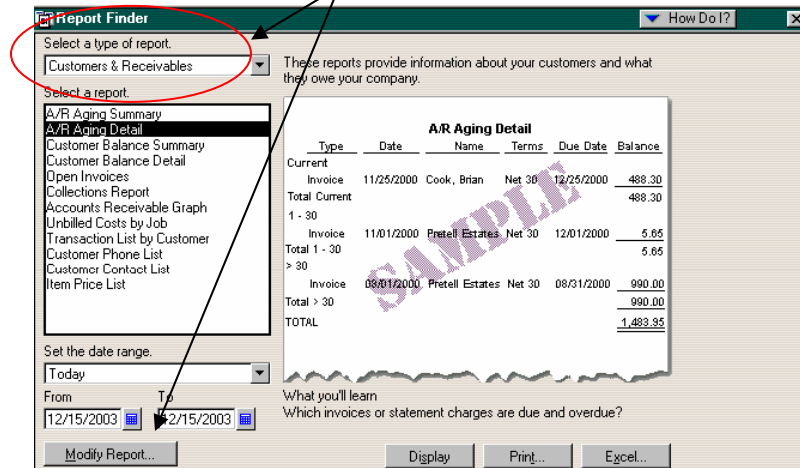 Report Finder
How Do I?
Select a type of report.
Customers & Receivables
These reports provide information about your customers and what
they owe your company.
Select a report.
A/R Aging Summary
A/R Aging Detail
Customer Balance Summary
Customer Balance Detail
Open Invoices
Collections Report
Accounts Receivable Graph
Unbilled Costs by Job
Transaction List by Customer
Customer Phone List
Customer Contact List
Item Price List
A/R Aging Detail
Type Date Name Terms Due Date Balance
Current
Invoice 11/25/2000 Cook, Brian Net 30 12/25/2000 488.30
Total Current 488.30
1 - 30
Invoice 11/01/2000 Pretell Estates Net 30 12/01/2000 5.65
Total 1 - 30 5.65
> 30
Invoice 03/01/2000 Pretell Estates Net 30 08/31/2000 990.00
Total > 30 990.00
TOTAL 1,483.95
SAMPLE
Set the date range.
Today
From To
12/15/2003 12/15/2003
What you'll learn
Which invoices or statement charges are due and overdue?
Modify Report...
Display Print... Excel...